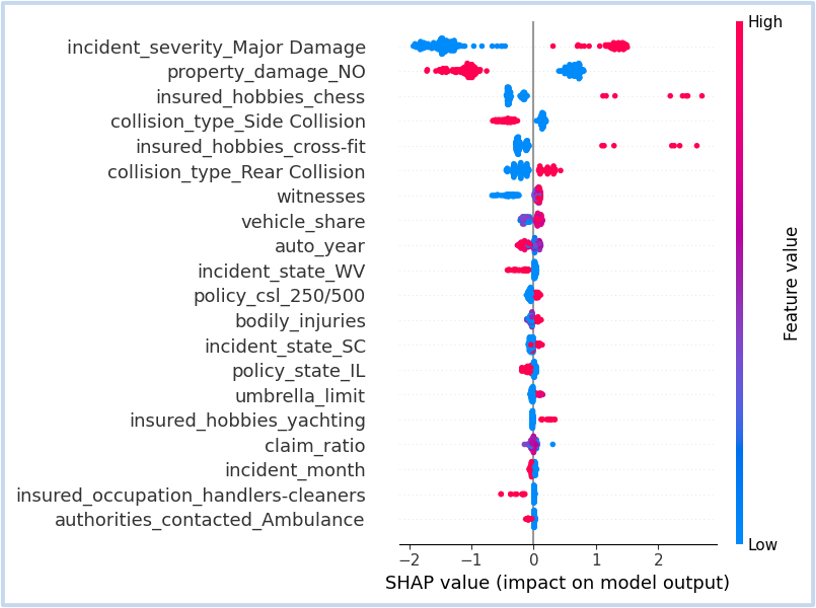 High
incident_severity_Major Damage
property_damage_NO
insured_hobbies_chess
collision_type_Side Collision
insured_hobbies_cross-fit
collision_type_Rear Collision
witnesses
vehicle_share
auto_year
incident_state_WV
policy_csl_250/500
bodily_injuries
incident_state_SC
policy_state_IL
umbrella_limit
insured_hobbies_yachting
claim_ratio
incident_month
insured_occupation_handlers-cleaners
authorities_contacted_Ambulance
Feature value
Low
−2 −1 0 1 2
SHAP value (impact on model output)